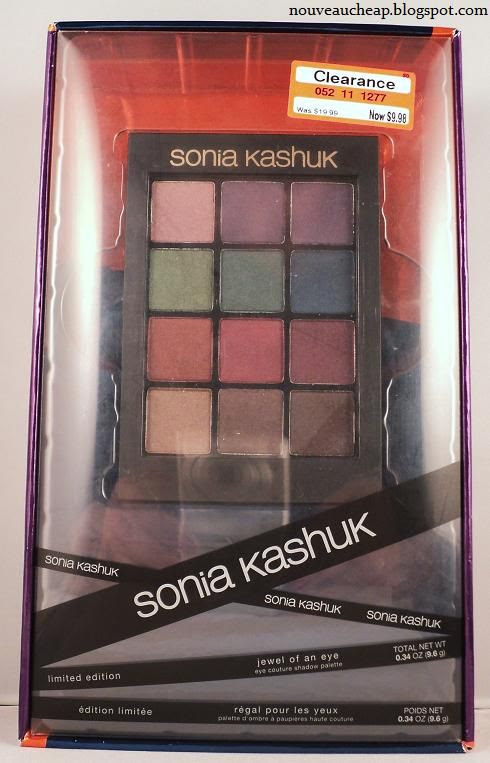 nouveaucheap.blogspot.com
Clearance
052 11 1277
Was $19.99
Now $9.98
sonia kashuk
sonia kashuk
sonia kashuk
sonia kashuk
sonia kashuk
limited edition
jewel of an eye
eye couture shadow palette
TOTAL NET WT
0.34 OZ (9.6 g)
édition limitée
régal pour les yeux
palette d'ombre à paupières haute couture
POIDS NET
0.34 OZ (9.6 g)